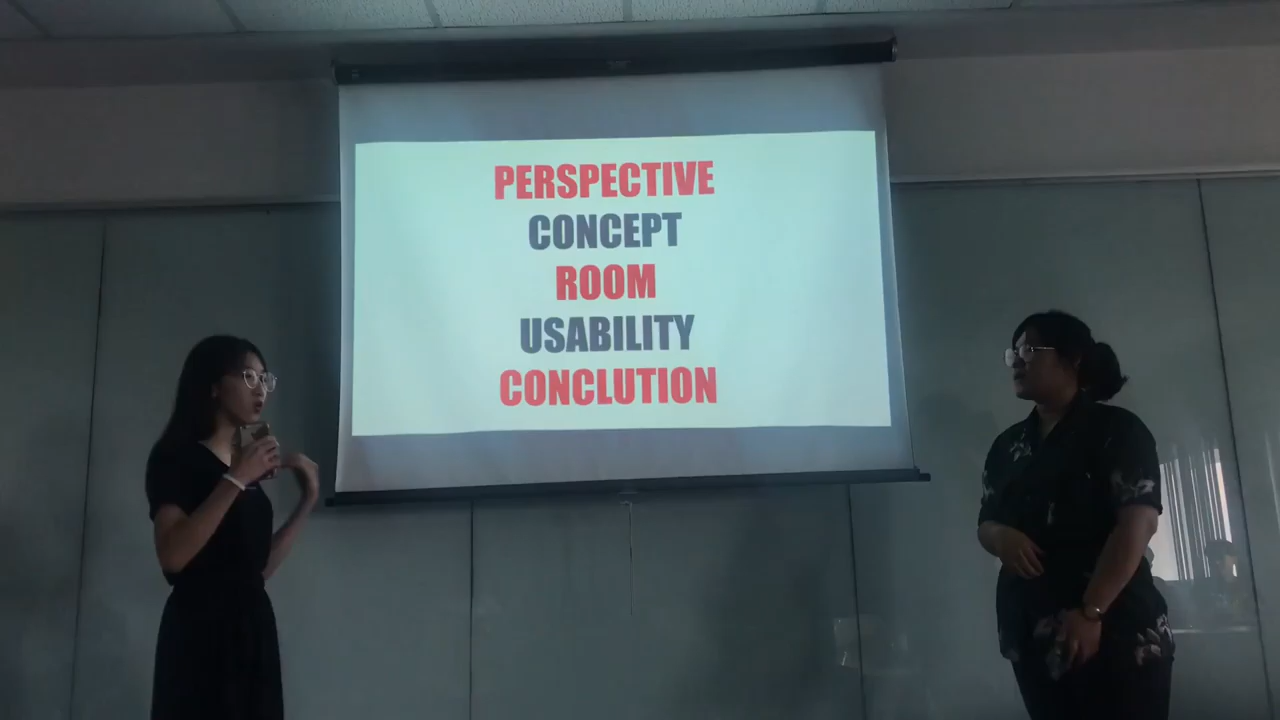 PERSPECTIVE
CONCEPT
ROOM
USABILITY
CONCLUTION